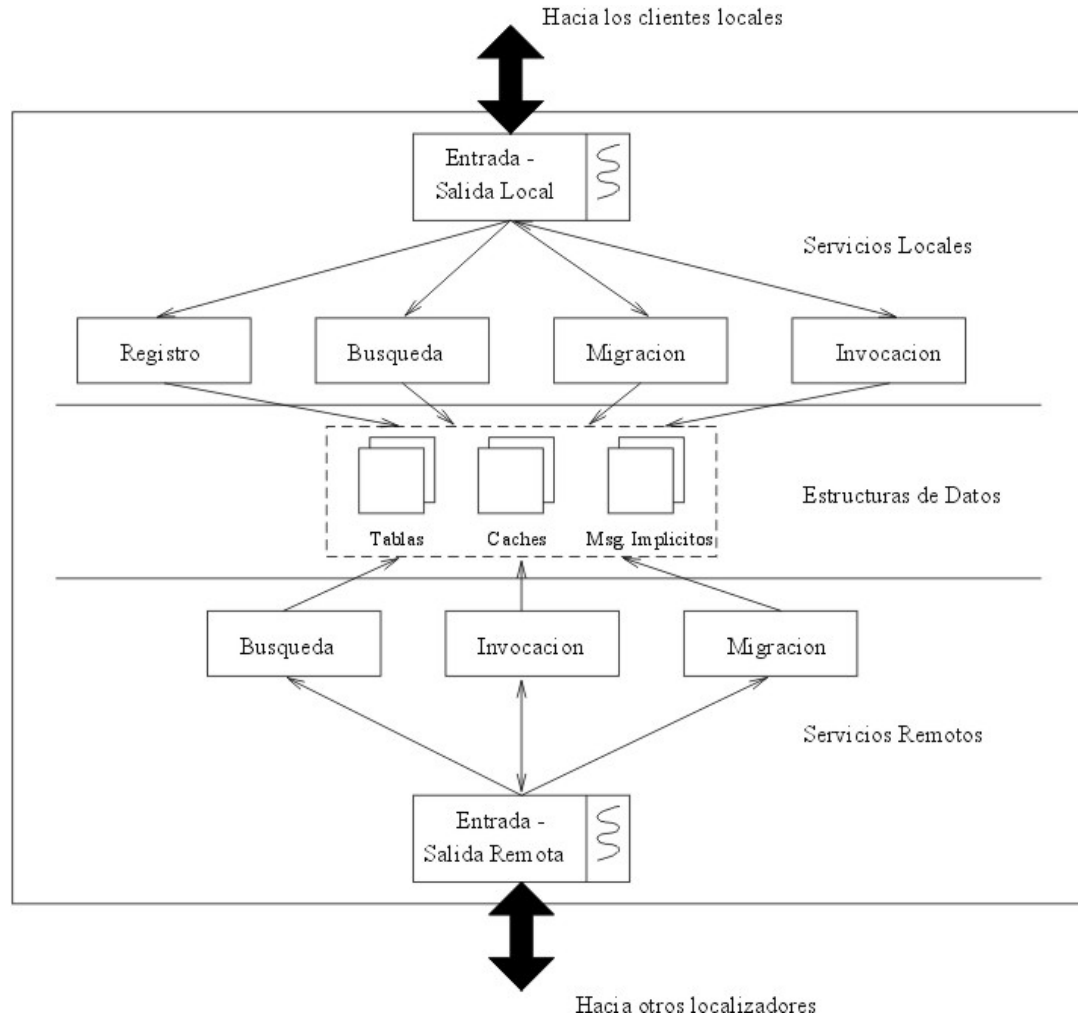 Hacia los clientes locales
Entrada -
Salida Local
Servicios Locales
Registro
Busqueda
Migracion
Invocacion
Estructuras de Datos
Tablas
Caches
Msg. Implicitos
Busqueda
Invocacion
Migracion
Servicios Remotos
Entrada -
Salida Remota
Hacia otros localizadores